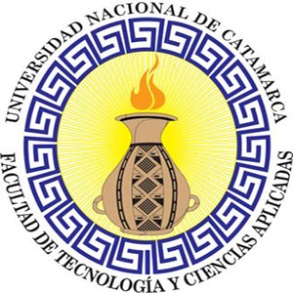 UNIVERSIDAD NACIONAL DE CATAMARCA
FACULTAD DE TECNOLOGÍA Y CIENCIAS APLICADAS